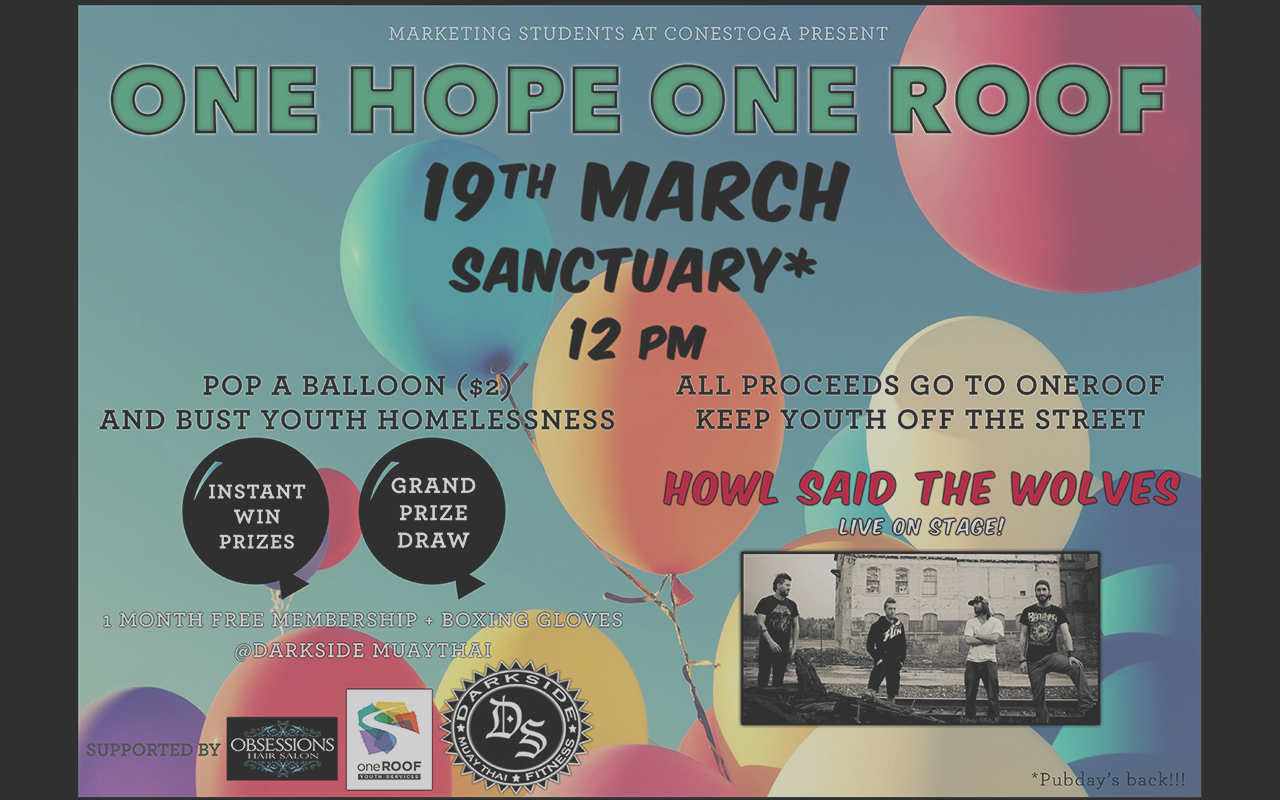 MARKETING STUDENTS AT CONESTOGA PRESENT
ONE HOPE ONE ROOF
19TH MARCH
SANCTUARY*
12 PM
POP A BALLOON ($2)
AND BUST YOUTH HOMELESSNESS
ALL PROCEEDS GO TO ONEROOF
KEEP YOUTH OFF THE STREET
INSTANT
WIN
PRIZES
GRAND
PRIZE
DRAW
HOWL SAID THE WOLVES
LIVE ON STAGE!
1 MONTH FREE MEMBERSHIP + BOXING GLOVES
@DARKSIDE MUAYTHAI
SUPPORTED BY
OBSESSIONS
HAIR SALON
oneROOF
YOUTH SERVICES
DARKSIDE
DS
MUAY THAI ★ FITNESS
*Pubday's back!!!